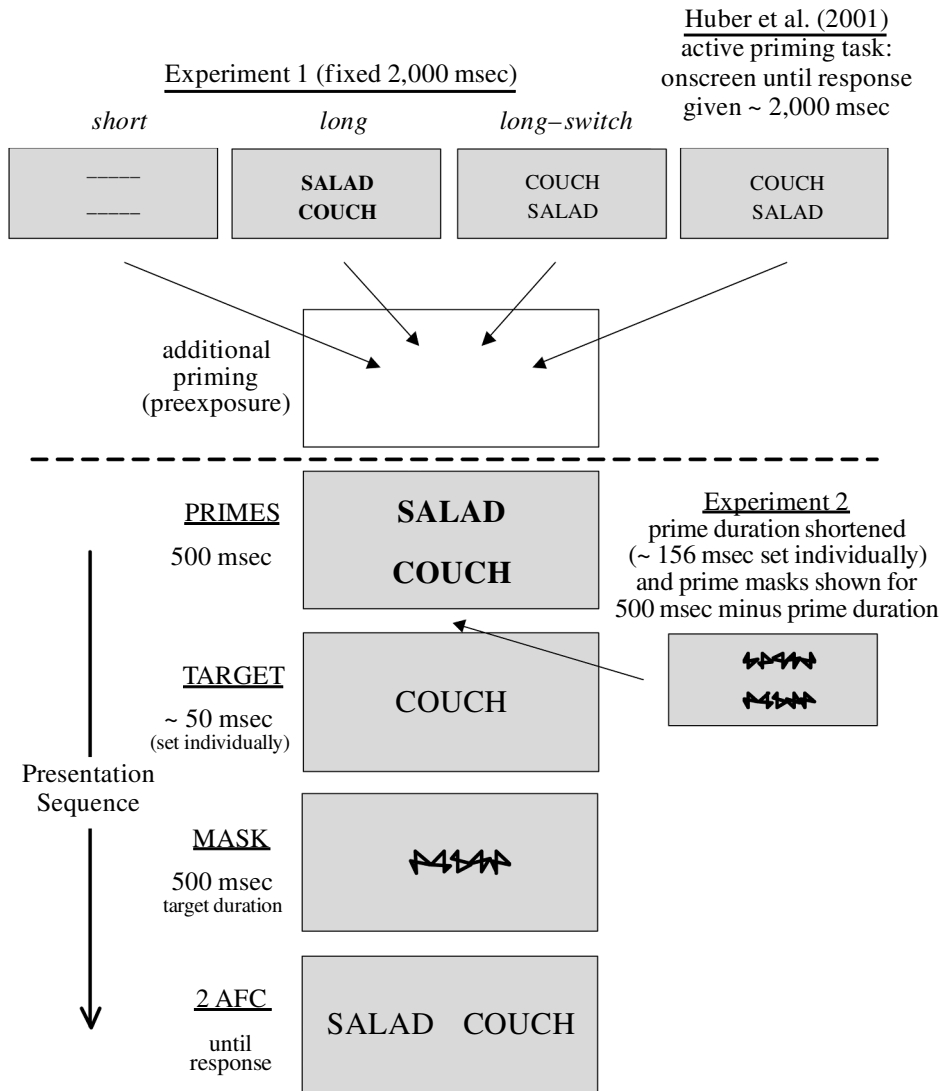 Huber et al. (2001)
active priming task:
onscreen until response
given ~ 2,000 msec
Experiment 1 (fixed 2,000 msec)
short
long
long–switch
_____
_____
SALAD
COUCH
COUCH
SALAD
COUCH
SALAD
additional
priming
(preexposure)
PRIMES
500 msec
SALAD
COUCH
Experiment 2
prime duration shortened
(~ 156 msec set individually)
and prime masks shown for
500 msec minus prime duration
TARGET
~ 50 msec
(set individually)
COUCH
Presentation
Sequence
MASK
500 msec
target duration
2 AFC
until
response
SALAD COUCH